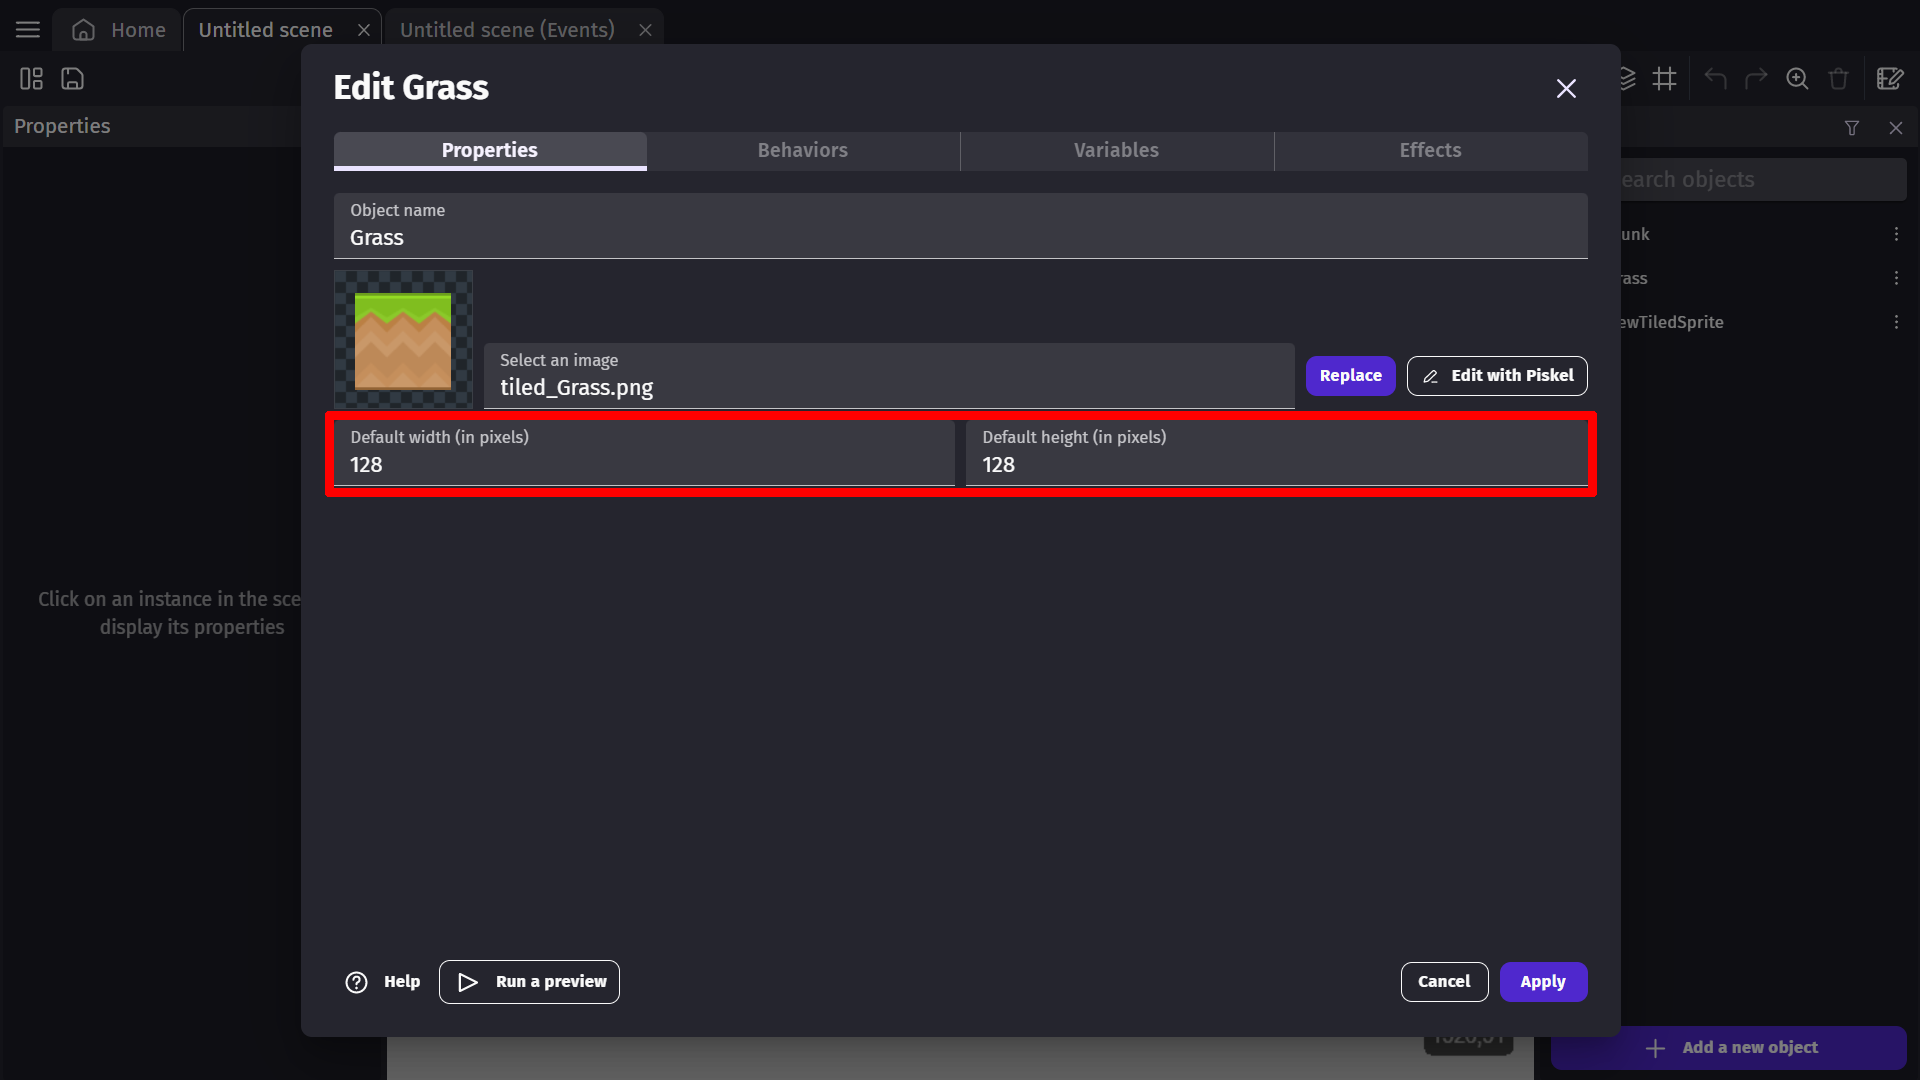 Home
Untitled scene
Untitled scene (Events)
Properties
Edit Grass
Properties
Behaviors
Variables
Effects
Object name
Grass
Select an image
tiled_Grass.png
Replace
Edit with Piskel
Default width (in pixels)
128
Default height (in pixels)
128
Click on an instance in the sce
display its properties
earch objects
unk
ass
ewTiledSprite
Help
Run a preview
Cancel
Apply
Add a new object